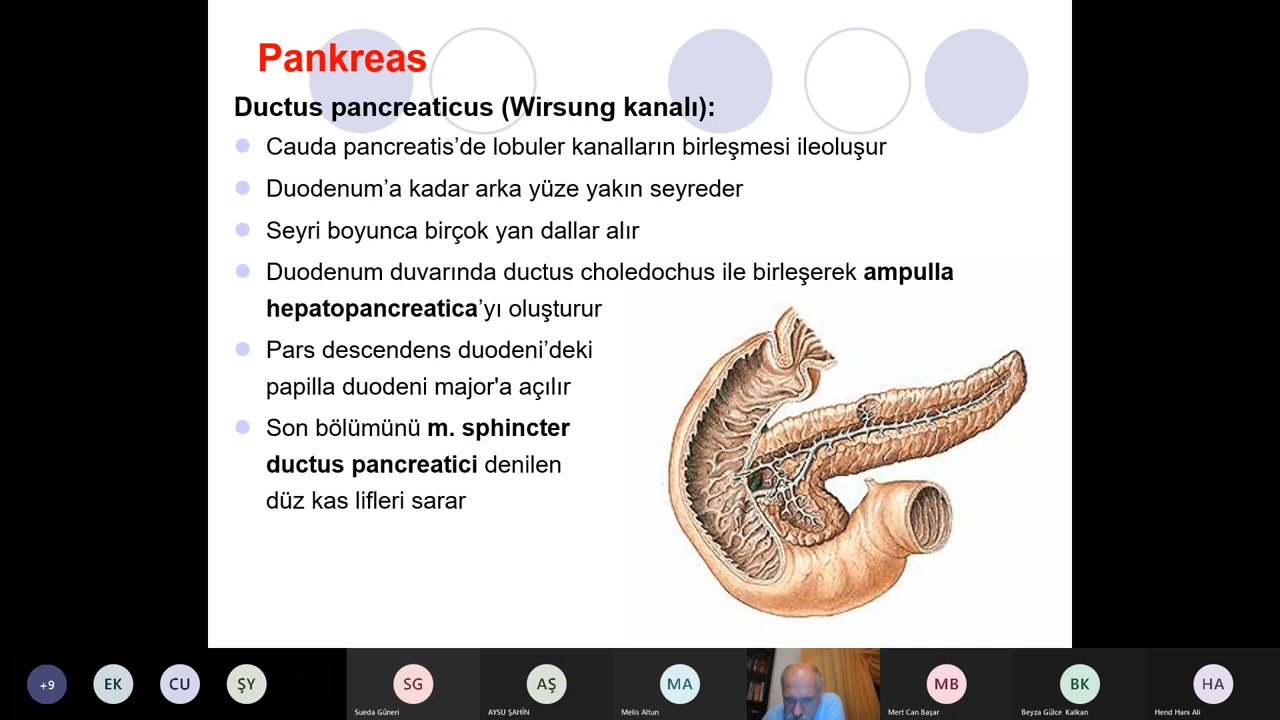 Pankreas
Ductus pancreaticus (Wirsung kanalı):
Cauda pancreatis’de lobuler kanalların birleşmesi ileoluşur
Duodenum’a kadar arka yüze yakın seyreder
Seyri boyunca birçok yan dallar alır
Duodenum duvarında ductus choledochus ile birleşerek ampulla
hepatopancreatica’yı oluşturur
Pars descendens duodeni’deki
papilla duodeni major'a açılır
Son bölümünü m. sphincter
ductus pancreatici denilen
düz kas lifleri sarar
+9 EK CU ŞY SG AŞ MA MB BK HA
Sueda Güneri AYSU ŞAHİN Melis Altun Mert Can Başar Beyza Gülce Kalkan Hend Hanı Ali